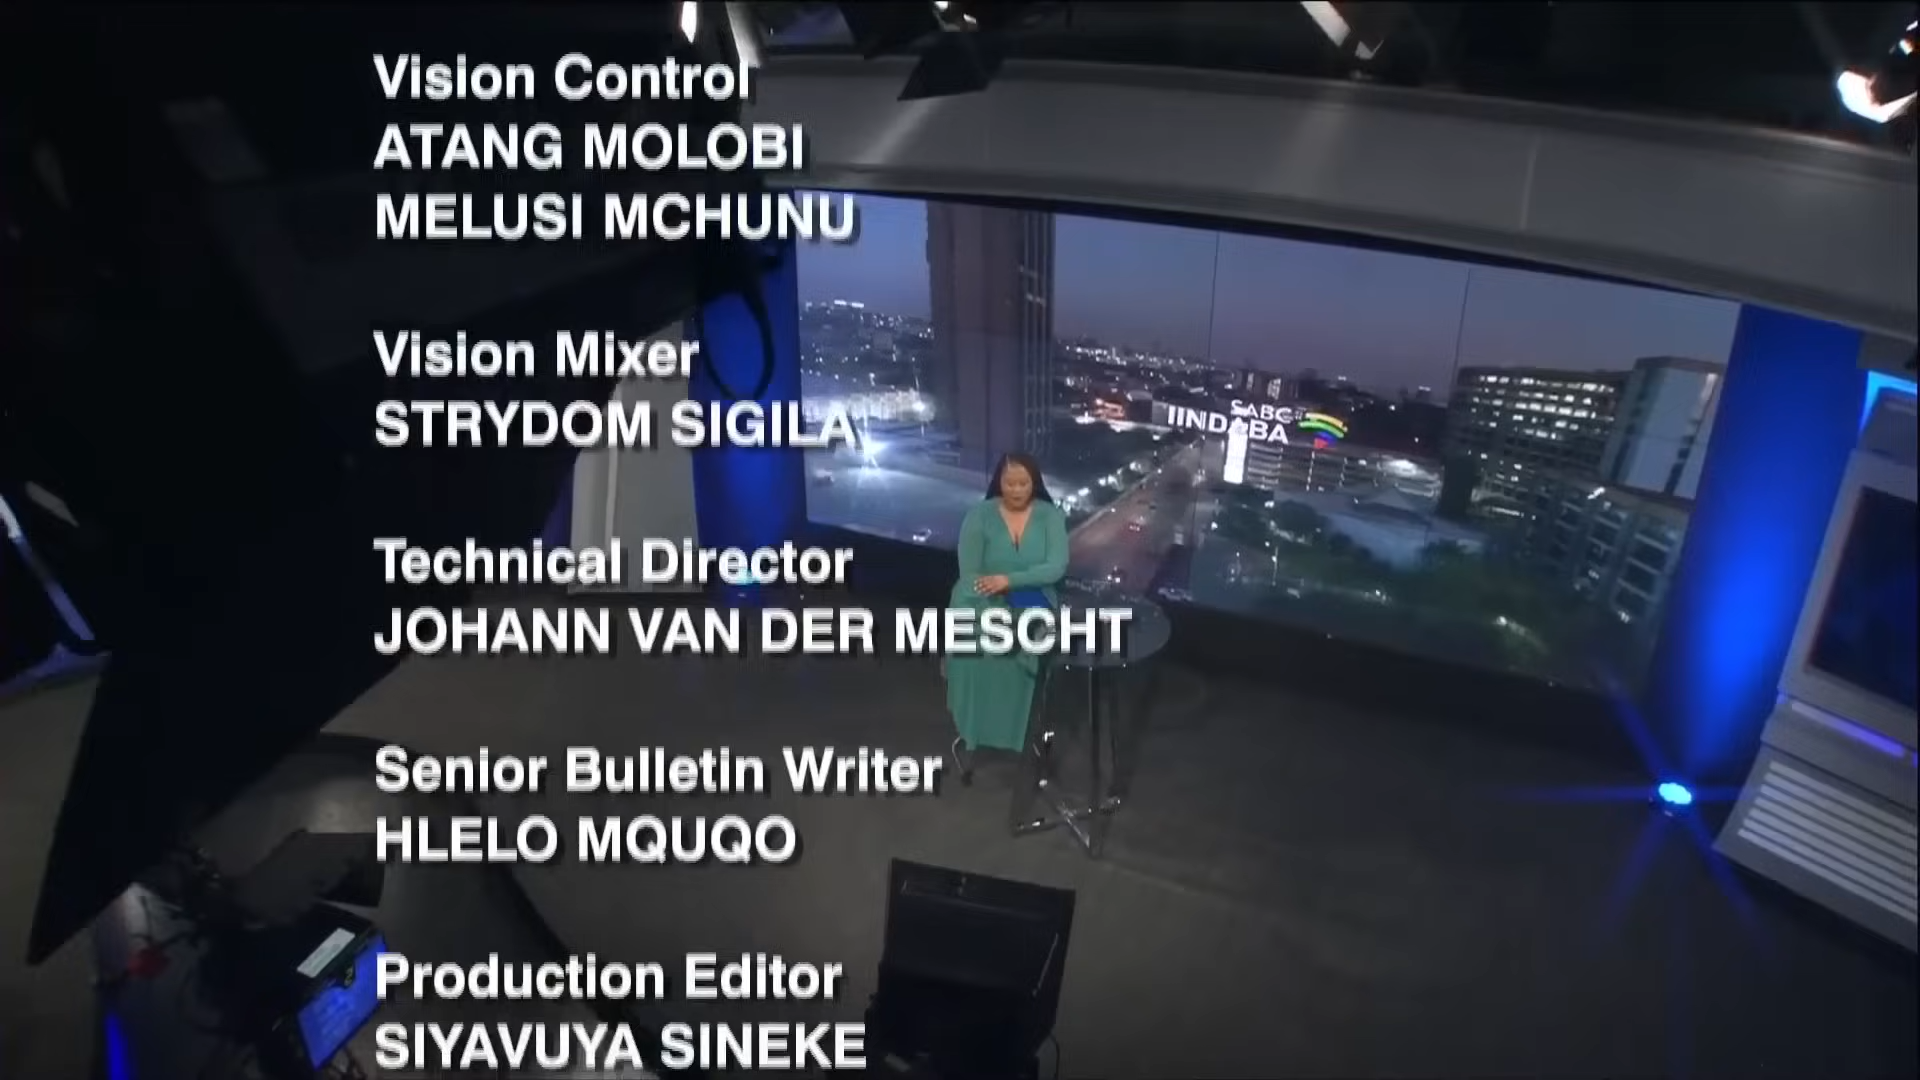 Vision Control
ATANG MOLOBI
MELUSI MCHUNU
Vision Mixer
STRYDOM SIGILA
SABC
IINDABA
Technical Director
JOHANN VAN DER MESCHT
Senior Bulletin Writer
HLELO MQUQO
Production Editor
SIYAVUYA SINEKE